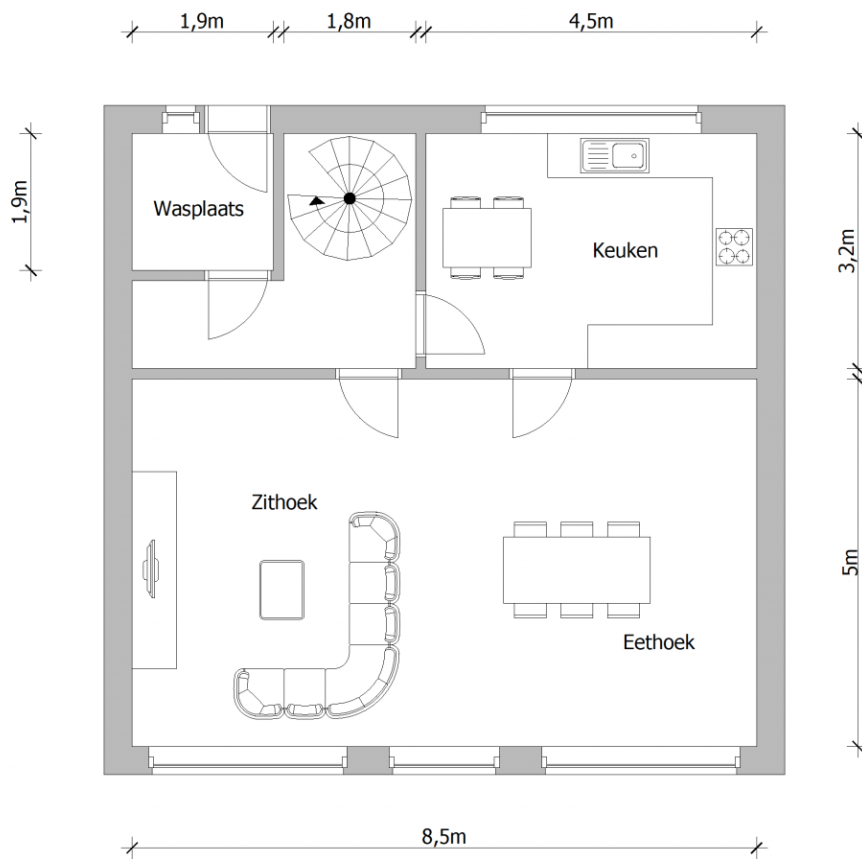 1,9m
1,8m
4,5m
1,9m
Wasplaats
Keuken
3,2m
Zithoek
5m
Eethoek
8,5m